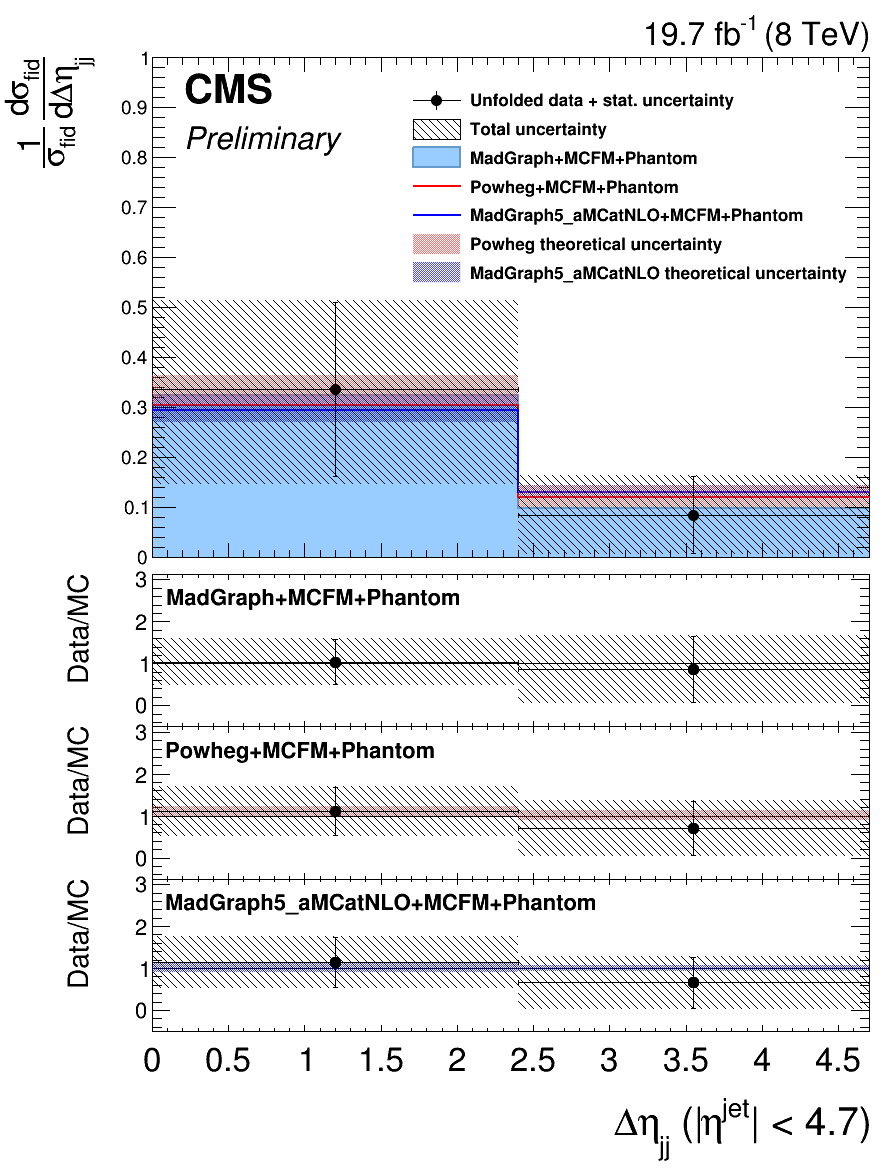 19.7 fb-1 (8 TeV)
1/σfid dσfid/dΔηjj
CMS
Preliminary
Unfolded data + stat. uncertainty
Total uncertainty
MadGraph+MCFM+Phantom
Powheg+MCFM+Phantom
MadGraph5_aMCatNLO+MCFM+Phantom
Powheg theoretical uncertainty
MadGraph5_aMCatNLO theoretical uncertainty
1
0.9
0.8
0.7
0.6
0.5
0.4
0.3
0.2
0.1
0
Data/MC
MadGraph+MCFM+Phantom
3
2
1
0
Data/MC
Powheg+MCFM+Phantom
3
2
1
0
Data/MC
MadGraph5_aMCatNLO+MCFM+Phantom
3
2
1
0
0 0.5 1 1.5 2 2.5 3 3.5 4 4.5
Δηjj (|ηjet| < 4.7)